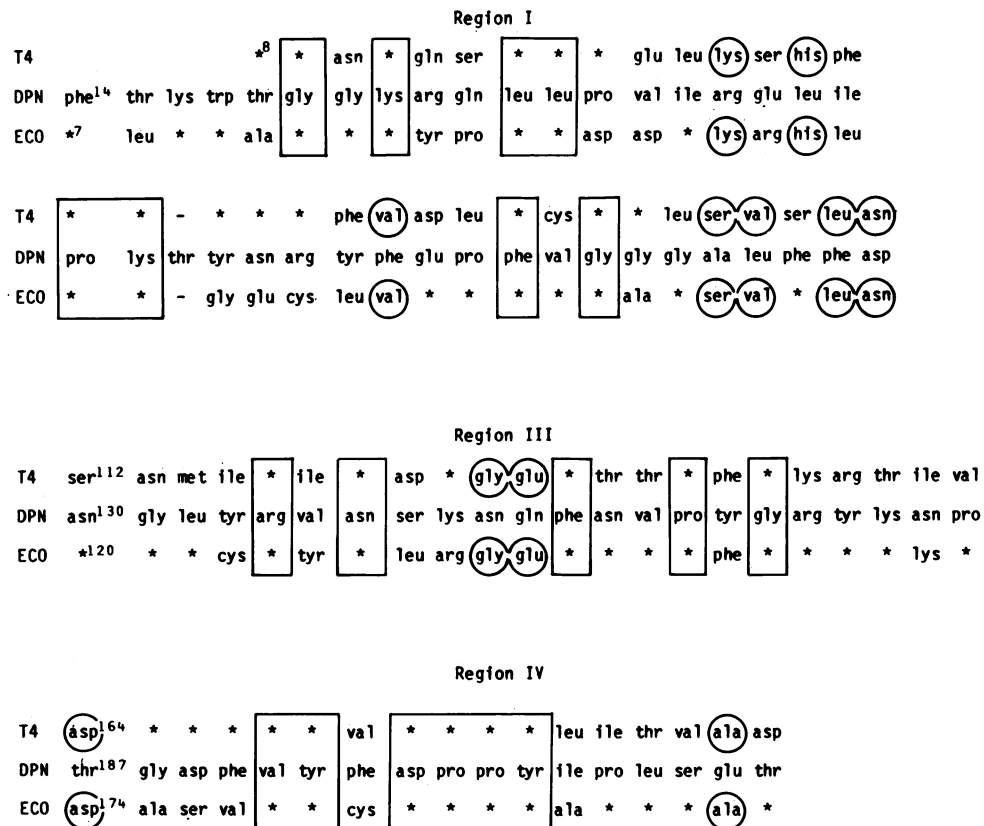 Region I
T4 *8 * asn * gln ser * * * glu leu lys ser his phe
DPN phe14 thr lys trp thr gly gly lys arg gln leu leu pro val ile arg glu leu ile
ECO *7 leu * * ala * * * tyr pro * * asp asp * lys arg his leu
T4 * * - * * * phe val asp leu * cys * * leu ser val ser leu asn
DPN pro lys thr tyr asn arg tyr phe glu pro phe val gly gly gly ala leu phe phe asp
ECO * * - gly glu cys leu val * * * * * ala * ser val * leu asn
Region III
T4 ser112 asn met ile * ile * asp * gly glu * thr thr * phe * lys arg thr ile val
DPN asn130 gly leu tyr arg val asn ser lys asn gln phe asn val pro tyr gly arg tyr lys asn pro
ECO *120 * * cys * tyr * leu arg gly glu * * * * phe * * * * lys *
Region IV
T4 asp164 * * * * * val * * * * leu ile thr val ala asp
DPN thr187 gly asp phe val tyr phe asp pro pro tyr ile pro leu ser glu thr
ECO asp174 ala ser val * * cys * * * * ala * * * ala *